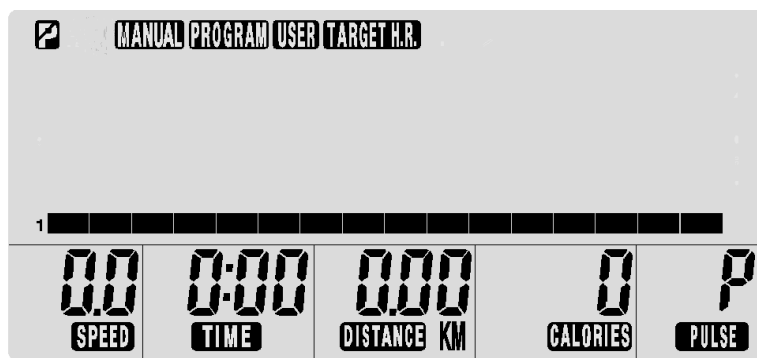 P MANUAL PROGRAM USER TARGET H.R.
1
0.0 0:00 0.00 0 P
SPEED TIME DISTANCE KM CALORIES PULSE